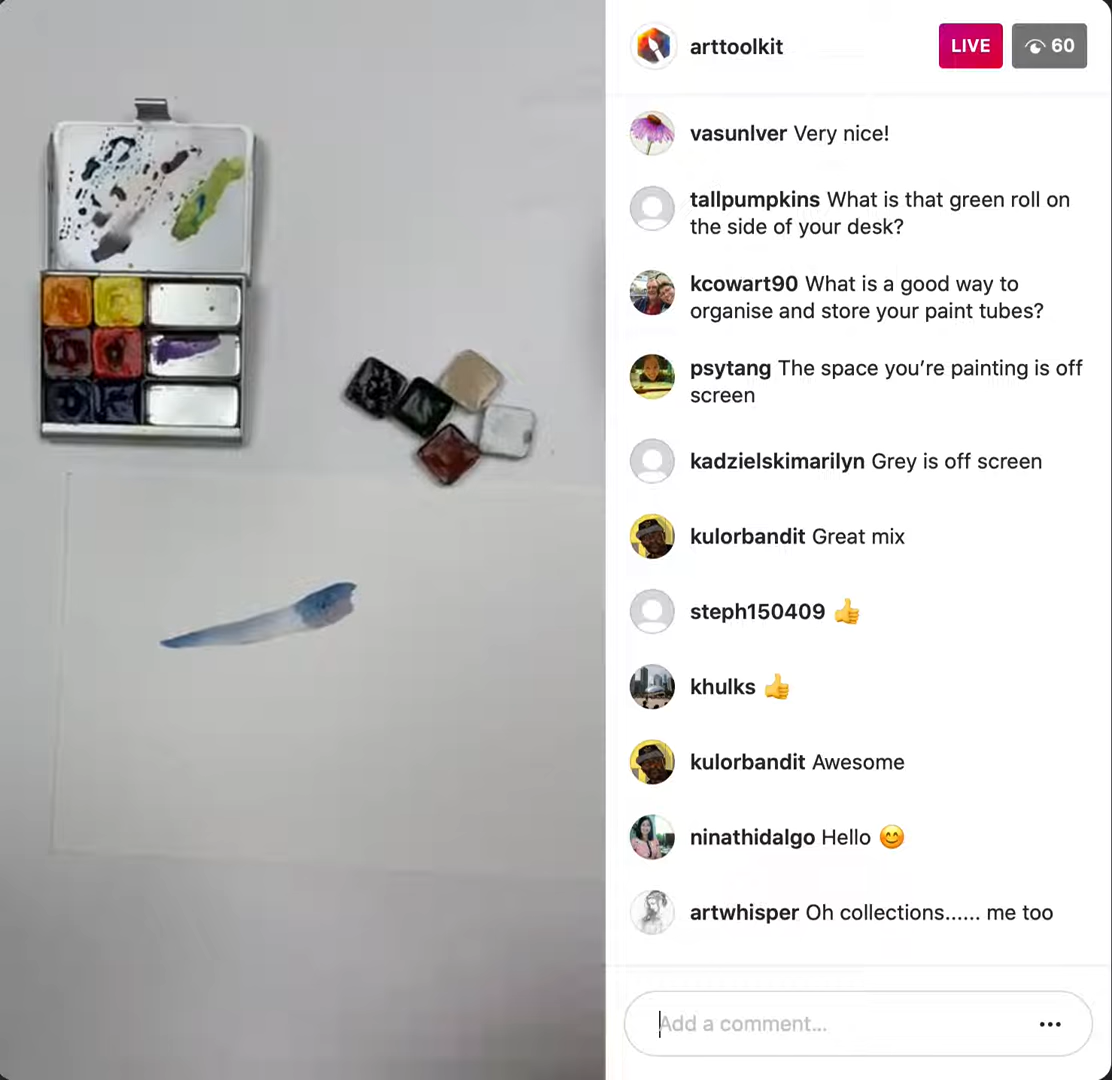 arttoolkit
LIVE
60
vasunlver Very nice!
tallpumpkins What is that green roll on
the side of your desk?
kcowart90 What is a good way to
organise and store your paint tubes?
psytang The space you’re painting is off
screen
kadzielskimarilyn Grey is off screen
kulorbandit Great mix
steph150409 👍
khulks 👍
kulorbandit Awesome
ninathidalgo Hello 😊
artwhisper Oh collections...... me too
Add a comment...